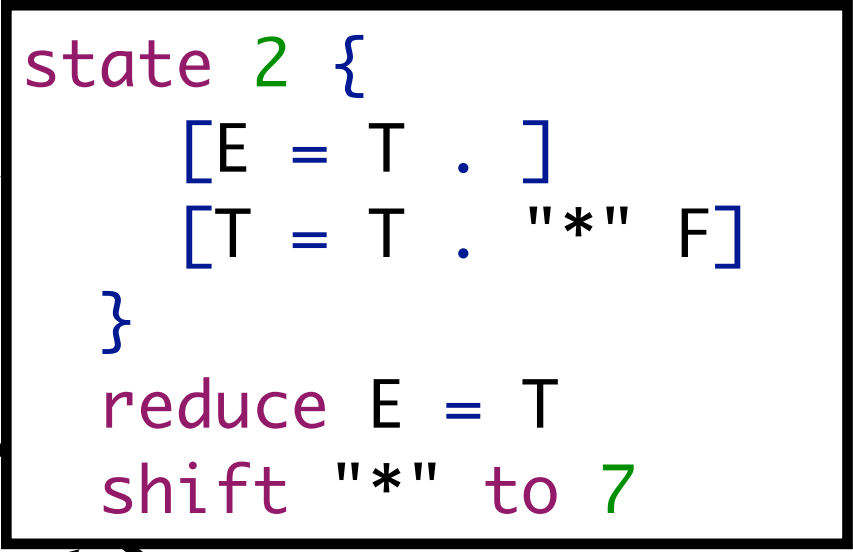 state 2 {
[E = T . ]
[T = T . "*" F]
}
reduce E = T
shift "*" to 7